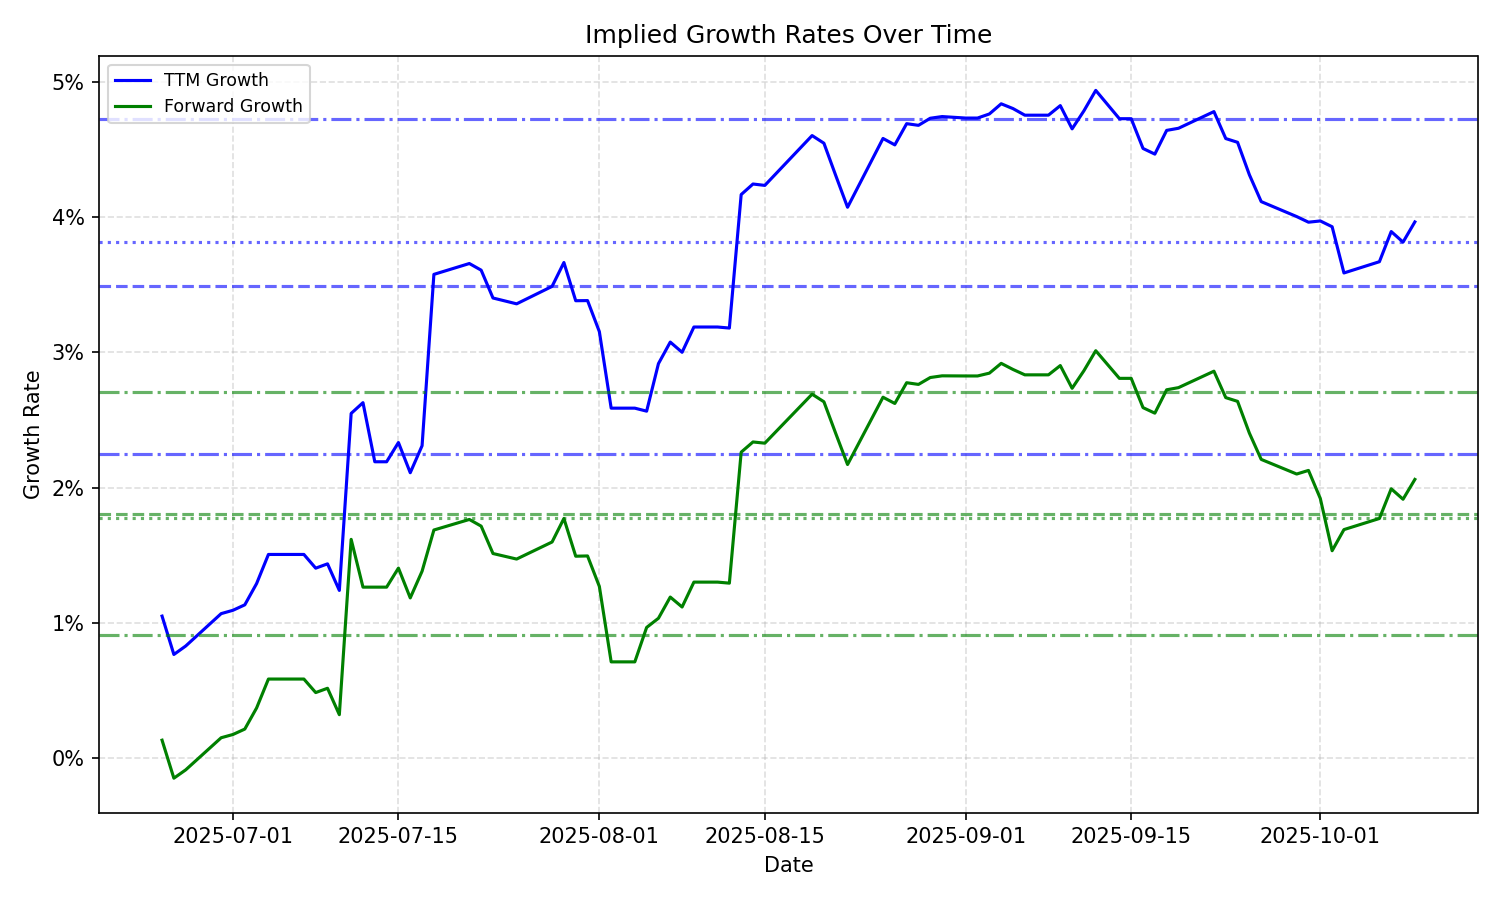 Implied Growth Rates Over Time
TTM Growth
Forward Growth
5%
4%
3%
2%
1%
0%
Growth Rate
2025-07-01
2025-07-15
2025-08-01
2025-08-15
2025-09-01
2025-09-15
2025-10-01
Date